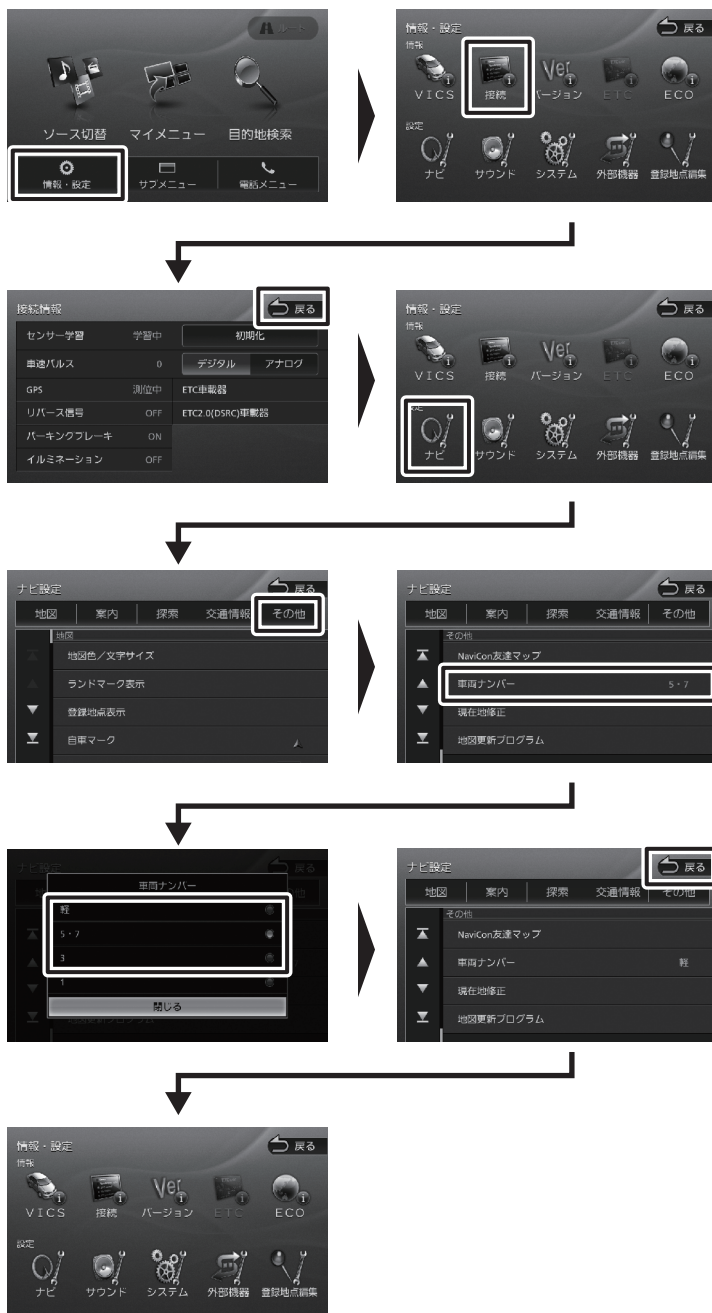 ルート
ソース切替 マイメニュー 目的地検索
情報・設定 サブメニュー 電話メニュー
情報・設定 戻る
情報
VICS 接続 バージョン ETC ECO
設定
ナビ サウンド システム 外部機器 登録地点編集
接続情報 戻る
センサー学習 学習中 初期化
車速パルス 0 デジタル アナログ
GPS 測位中 ETC車載器
リバース信号 OFF ETC2.0(DSRC)車載器
パーキングブレーキ ON
イルミネーション OFF
情報・設定 戻る
情報
VICS 接続 バージョン ETC ECO
設定
ナビ サウンド システム 外部機器 登録地点編集
ナビ設定 戻る
地図 案内 探索 交通情報 その他
地図
地図色／文字サイズ
ランドマーク表示
登録地点表示
自車マーク
ナビ設定 戻る
地図 案内 探索 交通情報 その他
その他
NaviCon友達マップ
車両ナンバー 5・7
現在地修正
地図更新プログラム
ナビ設定 戻る
車両ナンバー
軽
5・7
3
1
閉じる
地図更新プログラム
ナビ設定 戻る
地図 案内 探索 交通情報 その他
その他
NaviCon友達マップ
車両ナンバー 軽
現在地修正
地図更新プログラム
情報・設定 戻る
情報
VICS 接続 バージョン ETC ECO
設定
ナビ サウンド システム 外部機器 登録地点編集